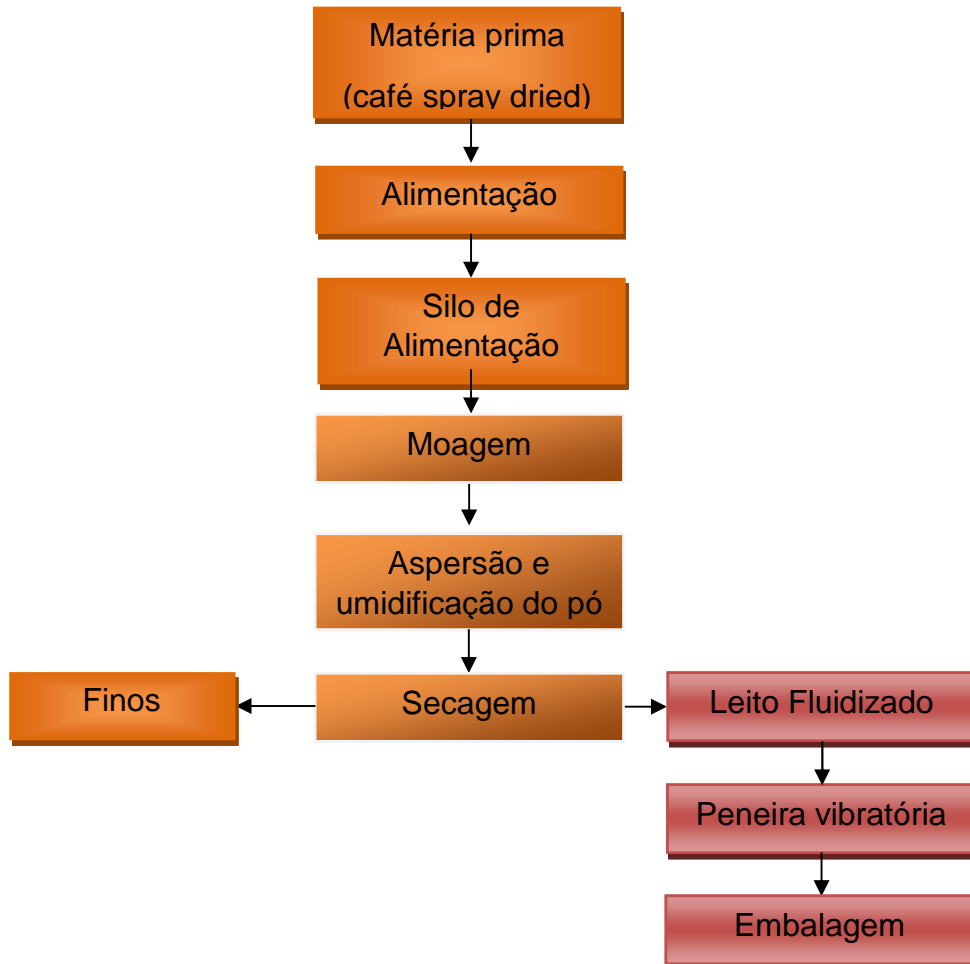 Matéria prima
(café spray dried)
Alimentação
Silo de
Alimentação
Moagem
Aspersão e
umidificação do pó
Finos
Secagem
Leito Fluidizado
Peneira vibratória
Embalagem